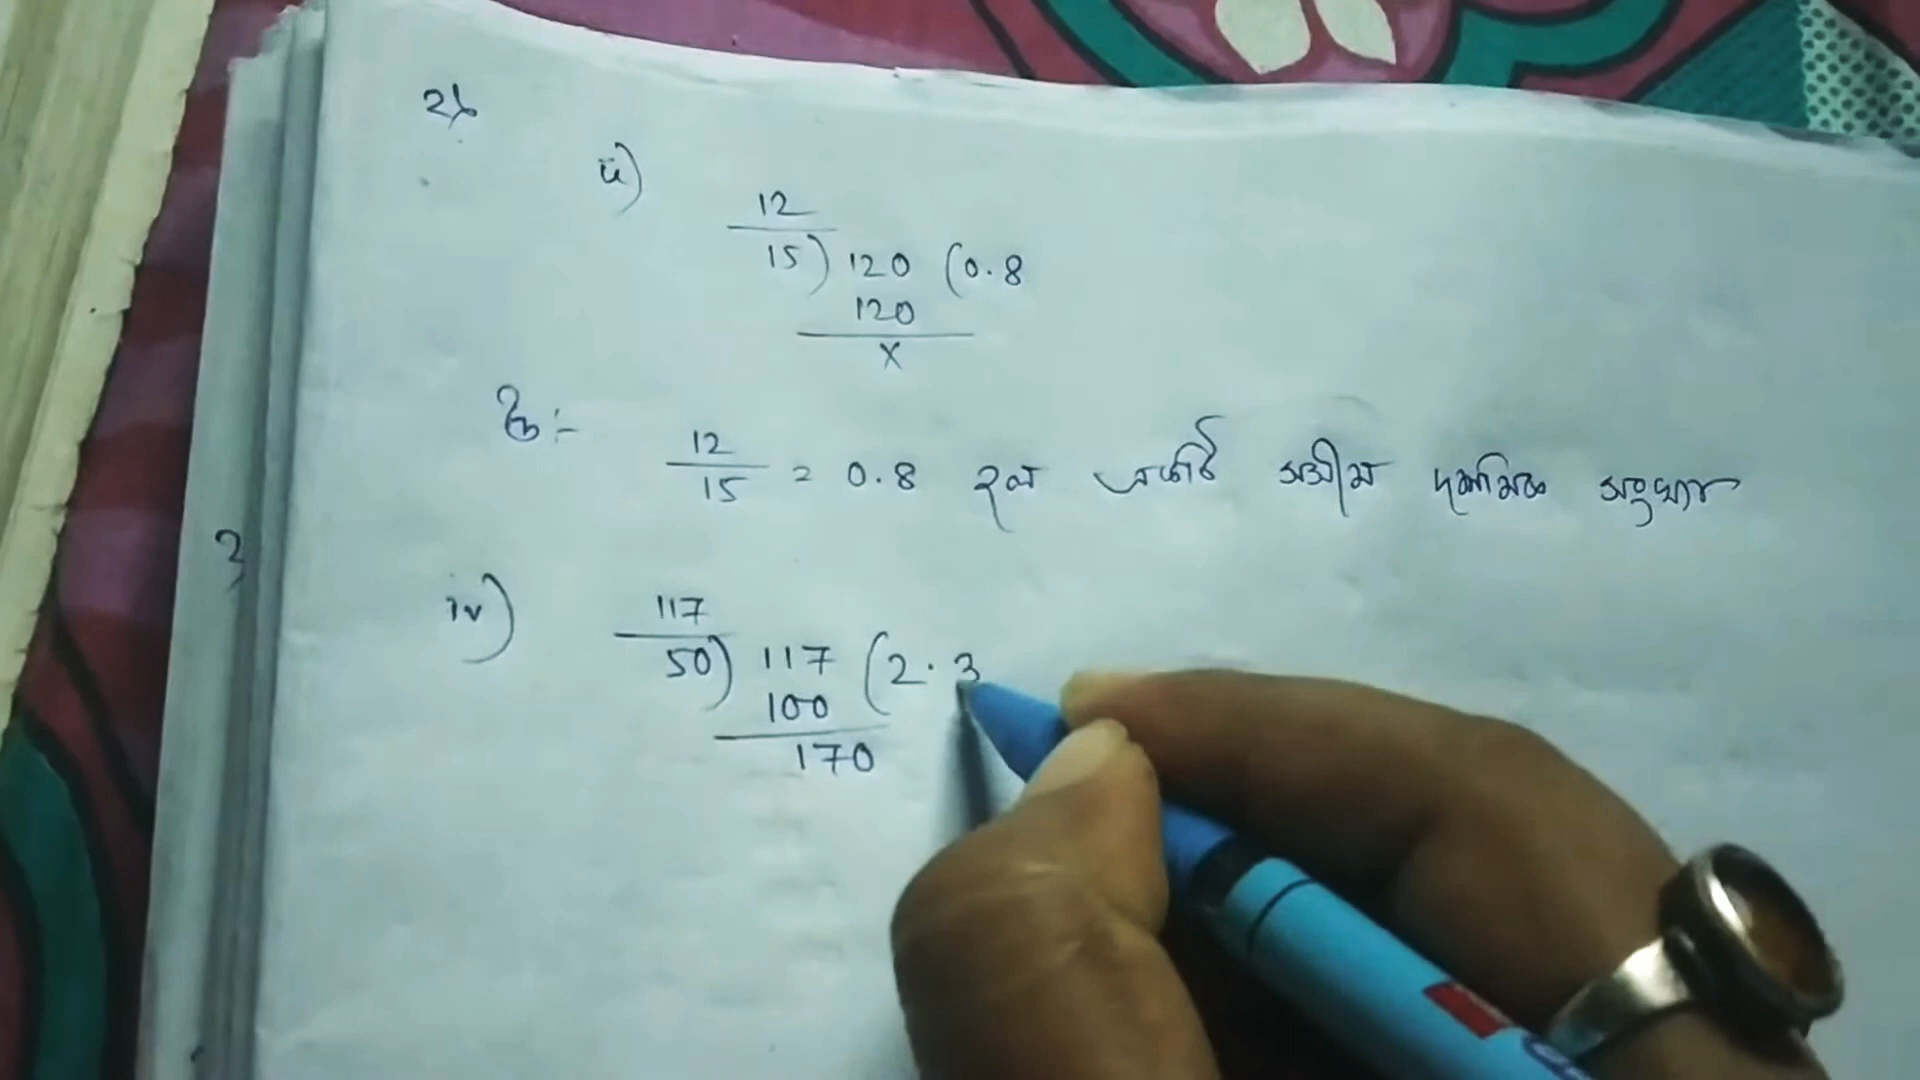 2)
ii)
12
15) 120 (0.8
120
x
12
15 = 0.8 হল একটি সসীম দশমিক সংখ্যা
iv)
117
50) 117 (2.3
100
170